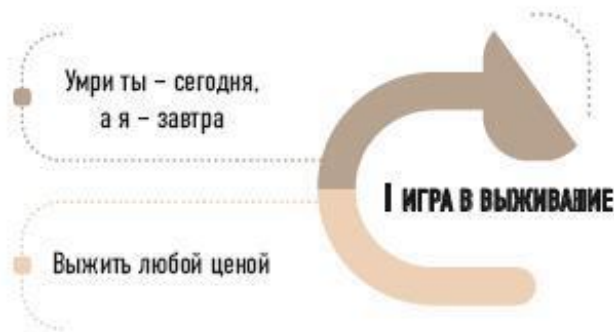 Умри ты – сегодня,
а я – завтра
I ИГРА В ВЫЖИВАНИЕ
Выжить любой ценой